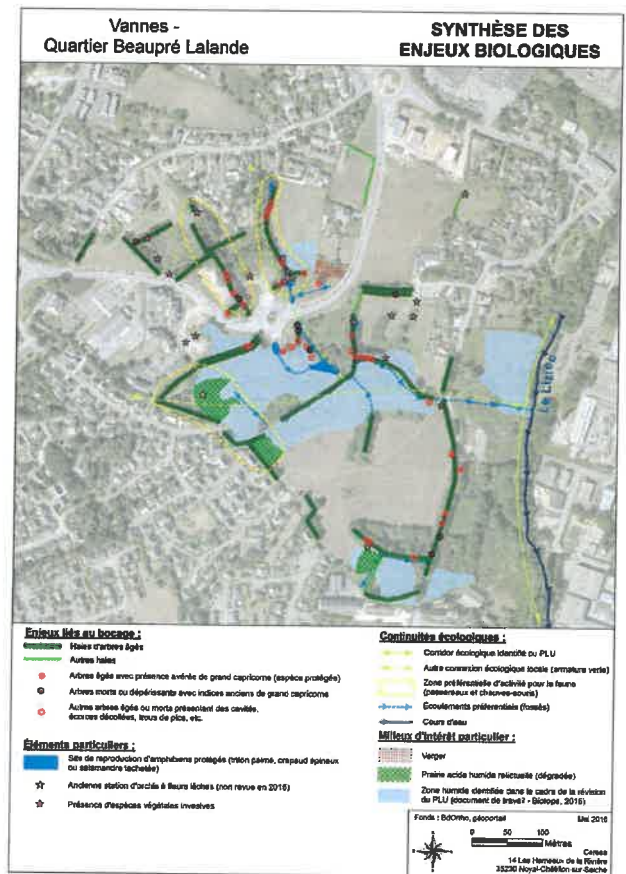 Vannes -
Quartier Beaupré Lalande
SYNTHÈSE DES
ENJEUX BIOLOGIQUES
Le Liziec
Enjeux liés au bocage :
Haies d'arbres âgés
Autres haies
Arbres âgés avec présence avérée de grand capricorne (espèce protégée)
Arbres morts ou dépérissants avec indices anciens de grand capricorne
Autres arbres âgés ou morts présentant des cavités,
écorces décollées, trous de pics, etc.
Éléments particuliers :
Site de reproduction d'amphibiens protégés (triton palmé, crapaud épineux
ou salamandre tachetée)
Ancienne station d'orchis à fleurs lâches (non revue en 2016)
Présence d'espèces végétales invasives
Continuités écologiques :
Corridor écologique identifié du PLU
Autre connexion écologique locale (armature verte)
Zone préférentielle d'activité pour la faune
(passereaux et chauves-souris)
Écoulements préférentiels (fossés)
Cours d'eau
Milieux d'intérêt particulier :
Verger
Prairie acide humide relictuelle (dégradée)
Zone humide identifiée dans le cadre de la révision
du PLU (document de travail - Biotope, 2015)
Fonds : BdOrtho, géoportail
Mai 2016
0 50 100
Mètres
Ceresa
14 Les Hameaux de la Rivière
35230 Noyal-Châtillon-sur-Seiche